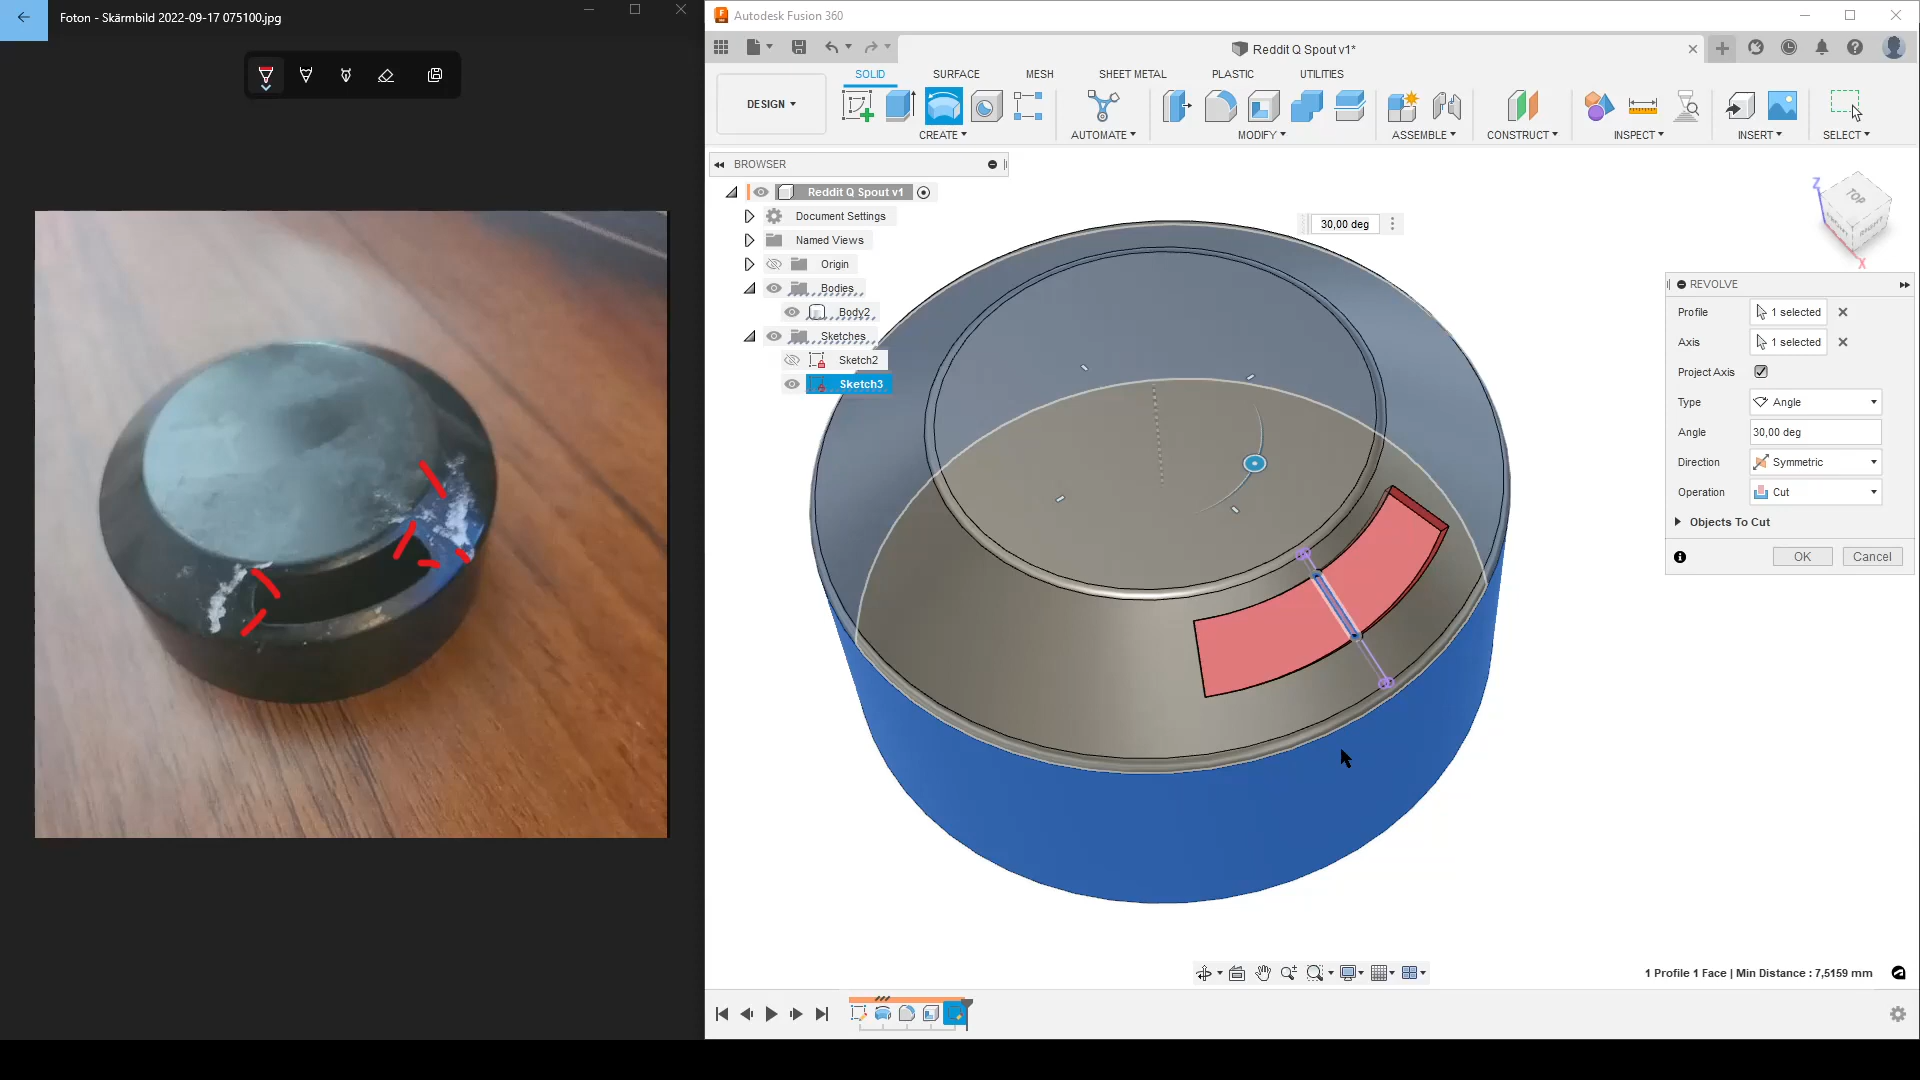 Foton - Skärmbild 2022-09-17 075100.jpg
Autodesk Fusion 360
Reddit Q Spout v1*
SOLID SURFACE MESH SHEET METAL PLASTIC UTILITIES
DESIGN
CREATE AUTOMATE MODIFY ASSEMBLE CONSTRUCT INSPECT INSERT SELECT
BROWSER
Reddit Q Spout v1
Document Settings
Named Views
Origin
Bodies
Body2
Sketches
Sketch2
Sketch3
30,00 deg
Z
TOP
X
REVOLVE
Profile 1 selected
Axis 1 selected
Project Axis
Type Angle
Angle 30,00 deg
Direction Symmetric
Operation Cut
Objects To Cut
OK Cancel
1 Profile 1 Face | Min Distance : 7,5159 mm